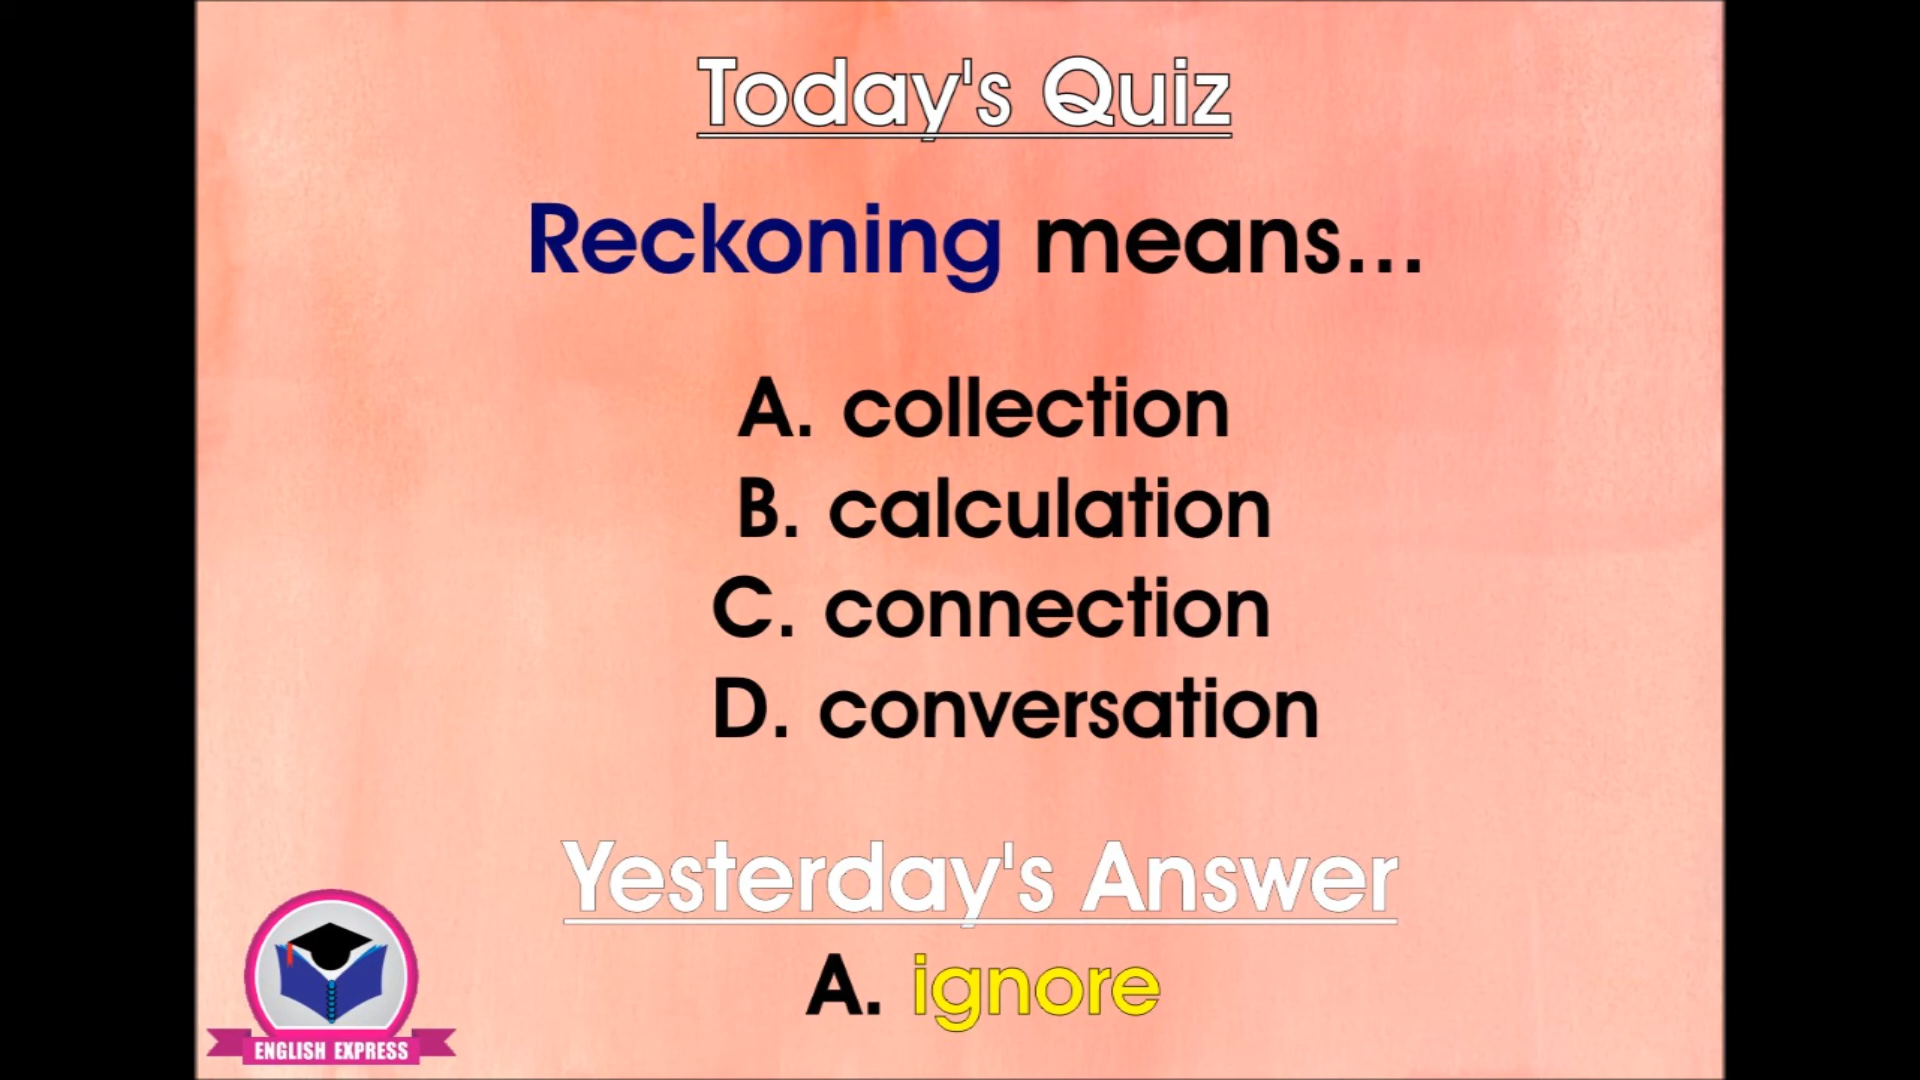 Today's Quiz
Reckoning means...
A. collection
B. calculation
C. connection
D. conversation
Yesterday's Answer
A. ignore
ENGLISH EXPRESS